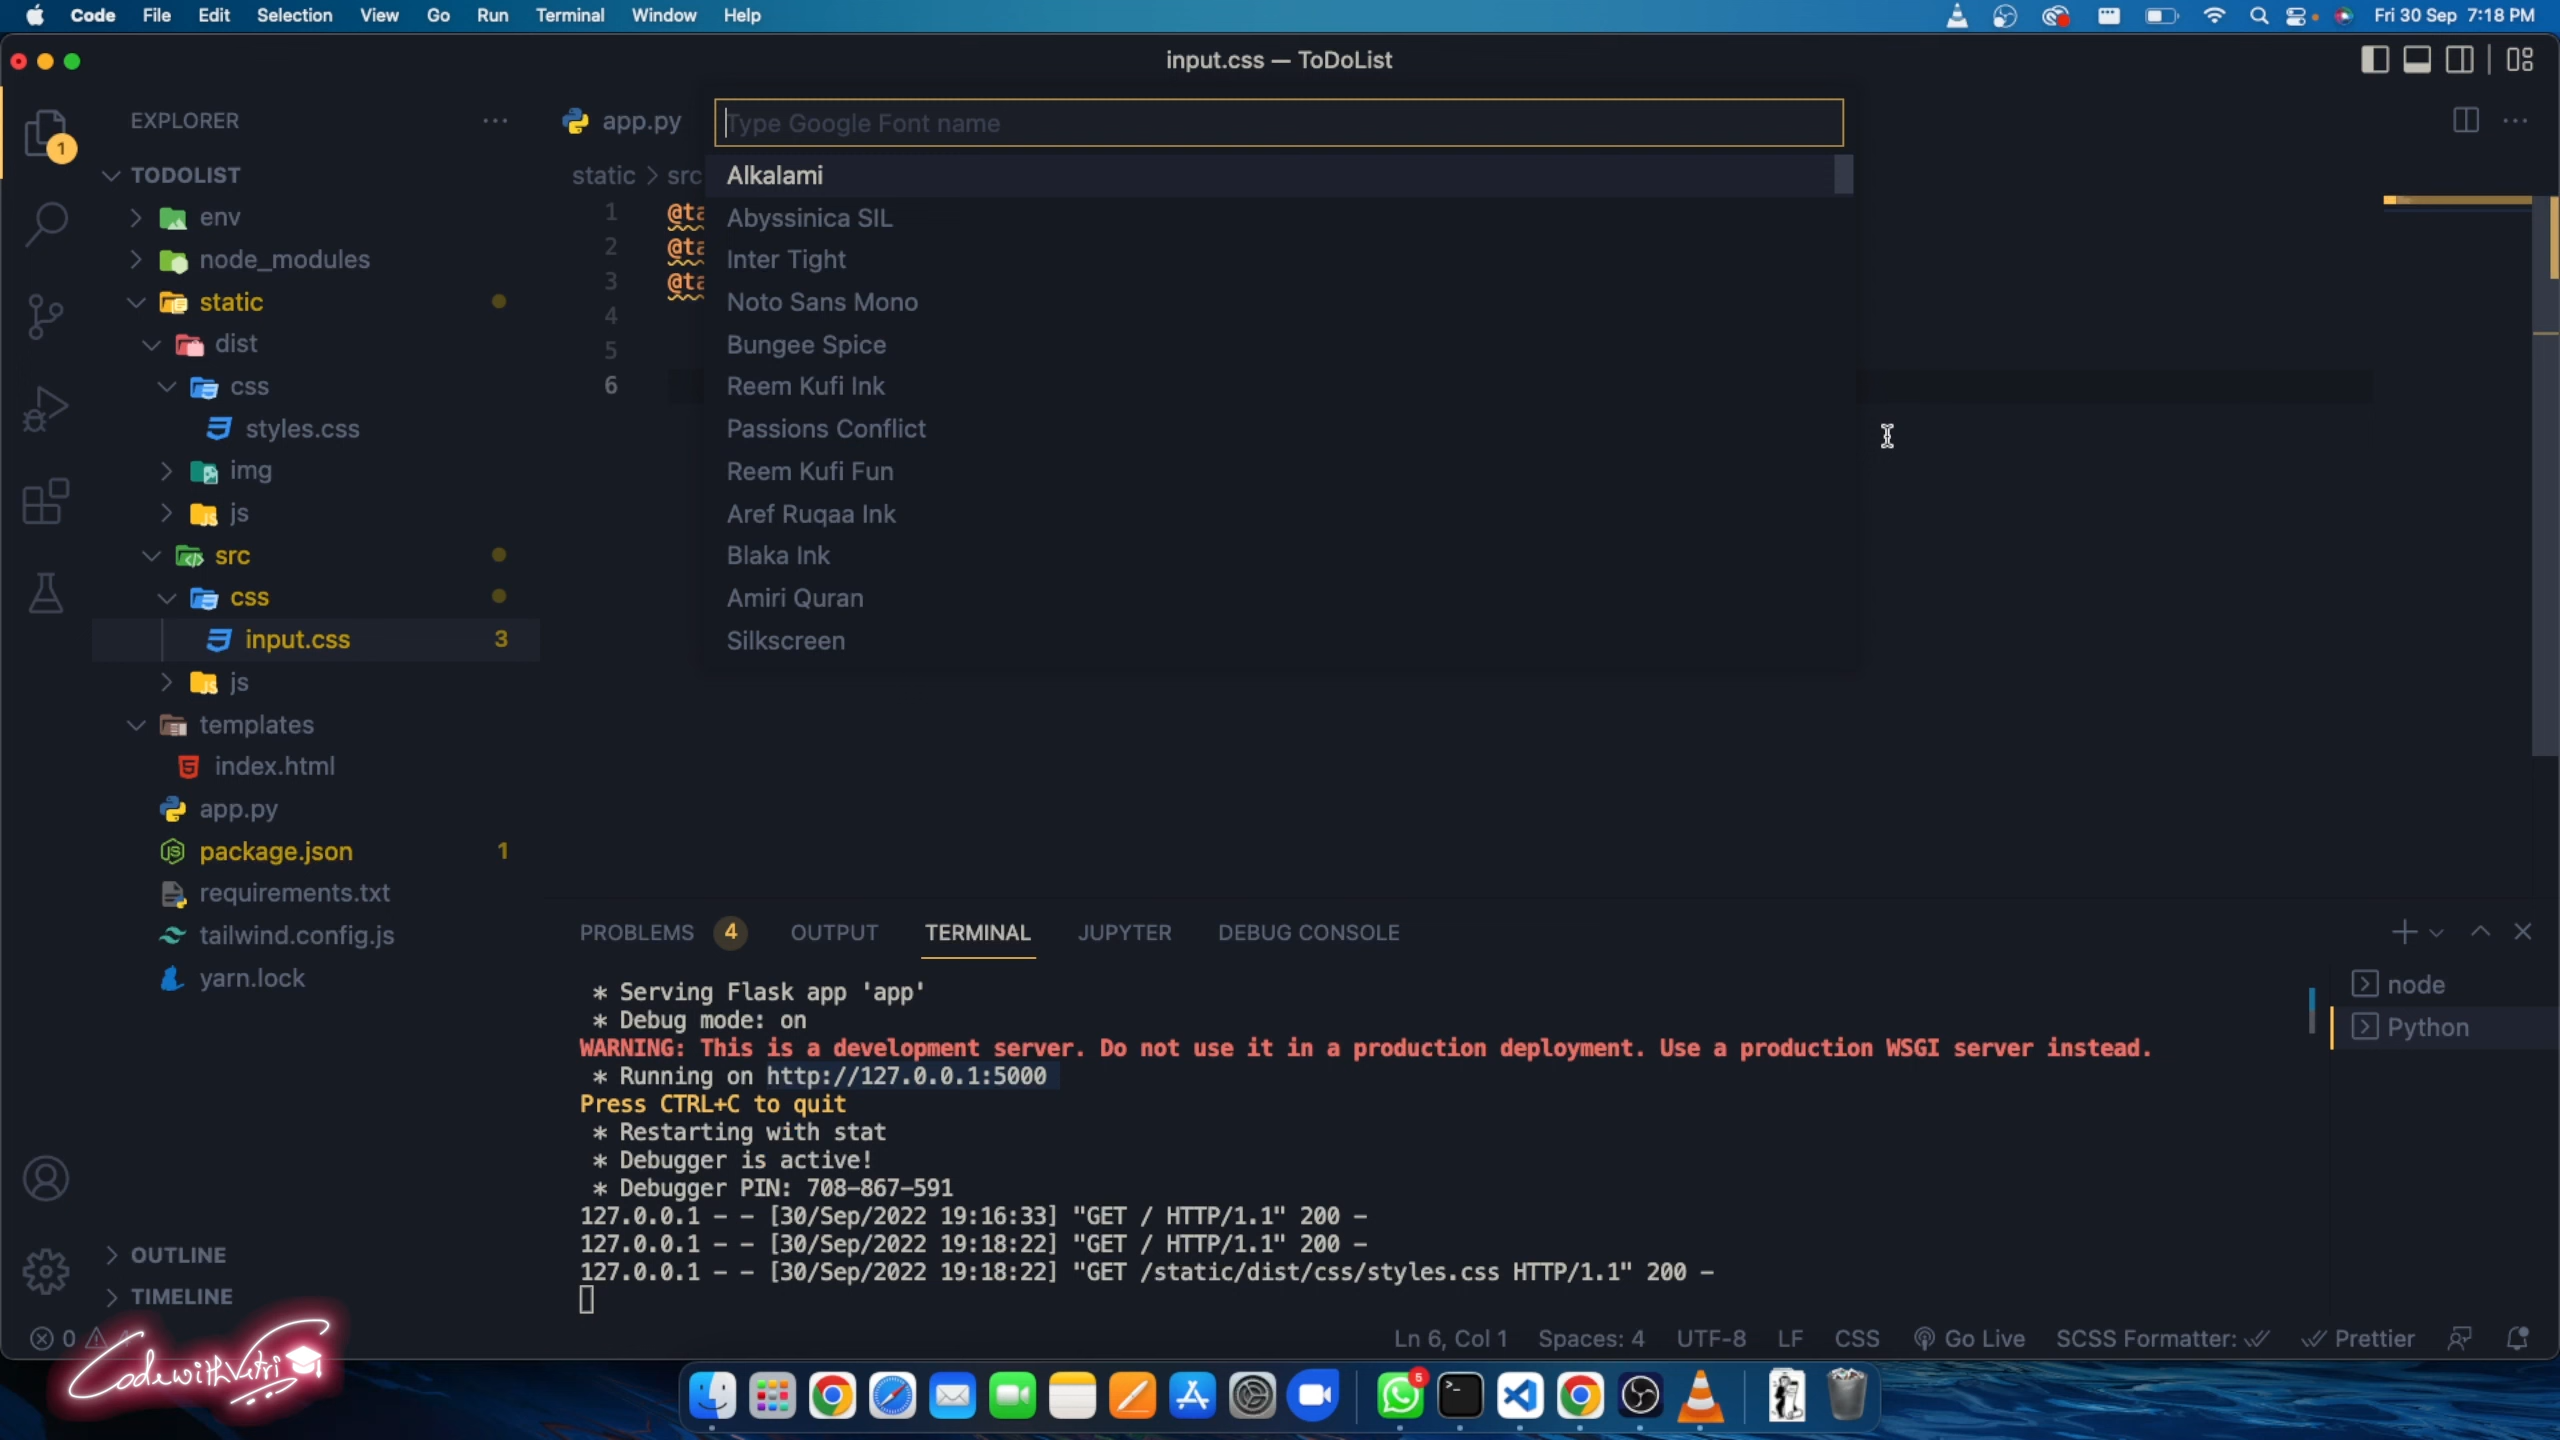 Code File Edit Selection View Go Run Terminal Window Help
Fri 30 Sep 7:18 PM
input.css — ToDoList
EXPLORER
1
TODOLIST
env
node_modules
static
dist
css
styles.css
img
js
src
css
input.css 3
js
templates
index.html
app.py
package.json 1
requirements.txt
tailwind.config.js
yarn.lock
OUTLINE
TIMELINE
app.py
Type Google Font name
static > src
Alkalami
Abyssinica SIL
Inter Tight
Noto Sans Mono
Bungee Spice
Reem Kufi Ink
Passions Conflict
Reem Kufi Fun
Aref Ruqaa Ink
Blaka Ink
Amiri Quran
Silkscreen
1 @ta
2 @ta
3 @ta
4
5
6
PROBLEMS 4 OUTPUT TERMINAL JUPYTER DEBUG CONSOLE
node
Python
* Serving Flask app 'app'
* Debug mode: on
WARNING: This is a development server. Do not use it in a production deployment. Use a production WSGI server instead.
* Running on http://127.0.0.1:5000
Press CTRL+C to quit
* Restarting with stat
* Debugger is active!
* Debugger PIN: 708-867-591
127.0.0.1 - - [30/Sep/2022 19:16:33] "GET / HTTP/1.1" 200 -
127.0.0.1 - - [30/Sep/2022 19:18:22] "GET / HTTP/1.1" 200 -
127.0.0.1 - - [30/Sep/2022 19:18:22] "GET /static/dist/css/styles.css HTTP/1.1" 200 -
0
Ln 6, Col 1 Spaces: 4 UTF-8 LF CSS Go Live SCSS Formatter: Prettier
CodewithVetri
5